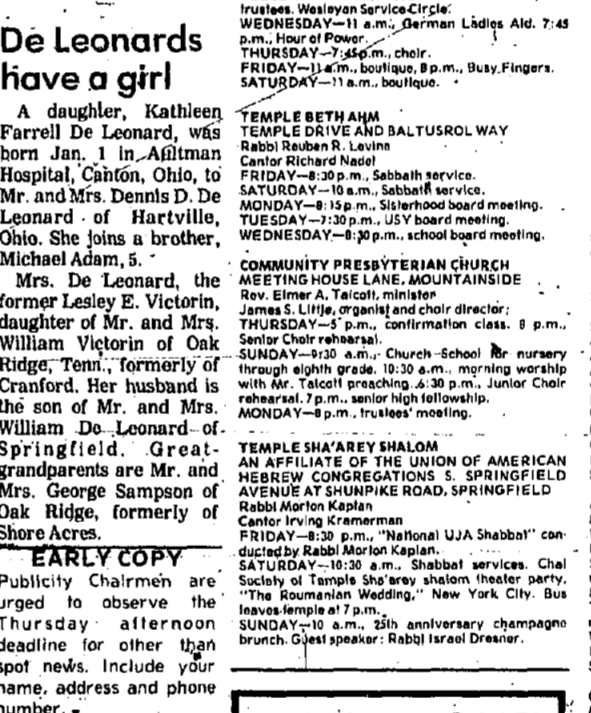 De Leonards
have a girl
A daughter, Kathleen
Farrell De Leonard, was
born Jan. 1 in Aultman
Hospital, Canton, Ohio, to
Mr. and Mrs. Dennis D. De
Leonard of Hartville,
Ohio. She joins a brother,
Michael Adam, 5.
Mrs. De Leonard, the
former Lesley E. Victorin,
daughter of Mr. and Mrs.
William Victorin of Oak
Ridge, Tenn., formerly of
Cranford. Her husband is
the son of Mr. and Mrs.
William De Leonard of
Springfield. Great-
grandparents are Mr. and
Mrs. George Sampson of
Oak Ridge, formerly of
Shore Acres.
EARLY COPY
Publicity Chairmen are
urged to observe the
Thursday afternoon
deadline for other than
spot news. Include your
name, address and phone
number.
trustees. Wesleyan Service Circle.
WEDNESDAY—11 a.m., German Ladies Aid. 7:45
p.m., Hour of Power.
THURSDAY—7:45 p.m., choir.
FRIDAY—11 a.m., boutique, 8 p.m., Busy Fingers.
SATURDAY—11 a.m., boutique.
TEMPLE BETH AHM
TEMPLE DRIVE AND BALTUSROL WAY
Rabbi Reuben R. Levine
Cantor Richard Nadel
FRIDAY—8:30 p.m., Sabbath service.
SATURDAY—10 a.m., Sabbath service.
MONDAY—8:15 p.m., Sisterhood board meeting.
TUESDAY—7:30 p.m., USY board meeting.
WEDNESDAY—8:30 p.m., school board meeting.
COMMUNITY PRESBYTERIAN CHURCH
MEETING HOUSE LANE, MOUNTAINSIDE
Rev. Elmer A. Talcott, minister
James S. Little, organist and choir director;
THURSDAY—5 p.m., confirmation class. 8 p.m.,
Senior Choir rehearsal.
SUNDAY—9:30 a.m., Church School for nursery
through eighth grade. 10:30 a.m., morning worship
with Mr. Talcott preaching. 6:30 p.m., Junior Choir
rehearsal. 7 p.m., senior high fellowship.
MONDAY—8 p.m., trustees' meeting.
TEMPLE SHA'AREY SHALOM
AN AFFILIATE OF THE UNION OF AMERICAN
HEBREW CONGREGATIONS S. SPRINGFIELD
AVENUE AT SHUNPIKE ROAD, SPRINGFIELD
Rabbi Morton Kaplan
Cantor Irving Kramerman
FRIDAY—8:30 p.m., "National UJA Shabbat" con-
ducted by Rabbi Morton Kaplan.
SATURDAY—10:30 a.m., Shabbat services. Chai
Society of Temple Sha'arey shalom theater party,
"The Roumanian Wedding," New York City. Bus
leaves temple at 7 p.m.
SUNDAY—10 a.m., 25th anniversary champagne
brunch. Guest speaker: Rabbi Israel Dresner.